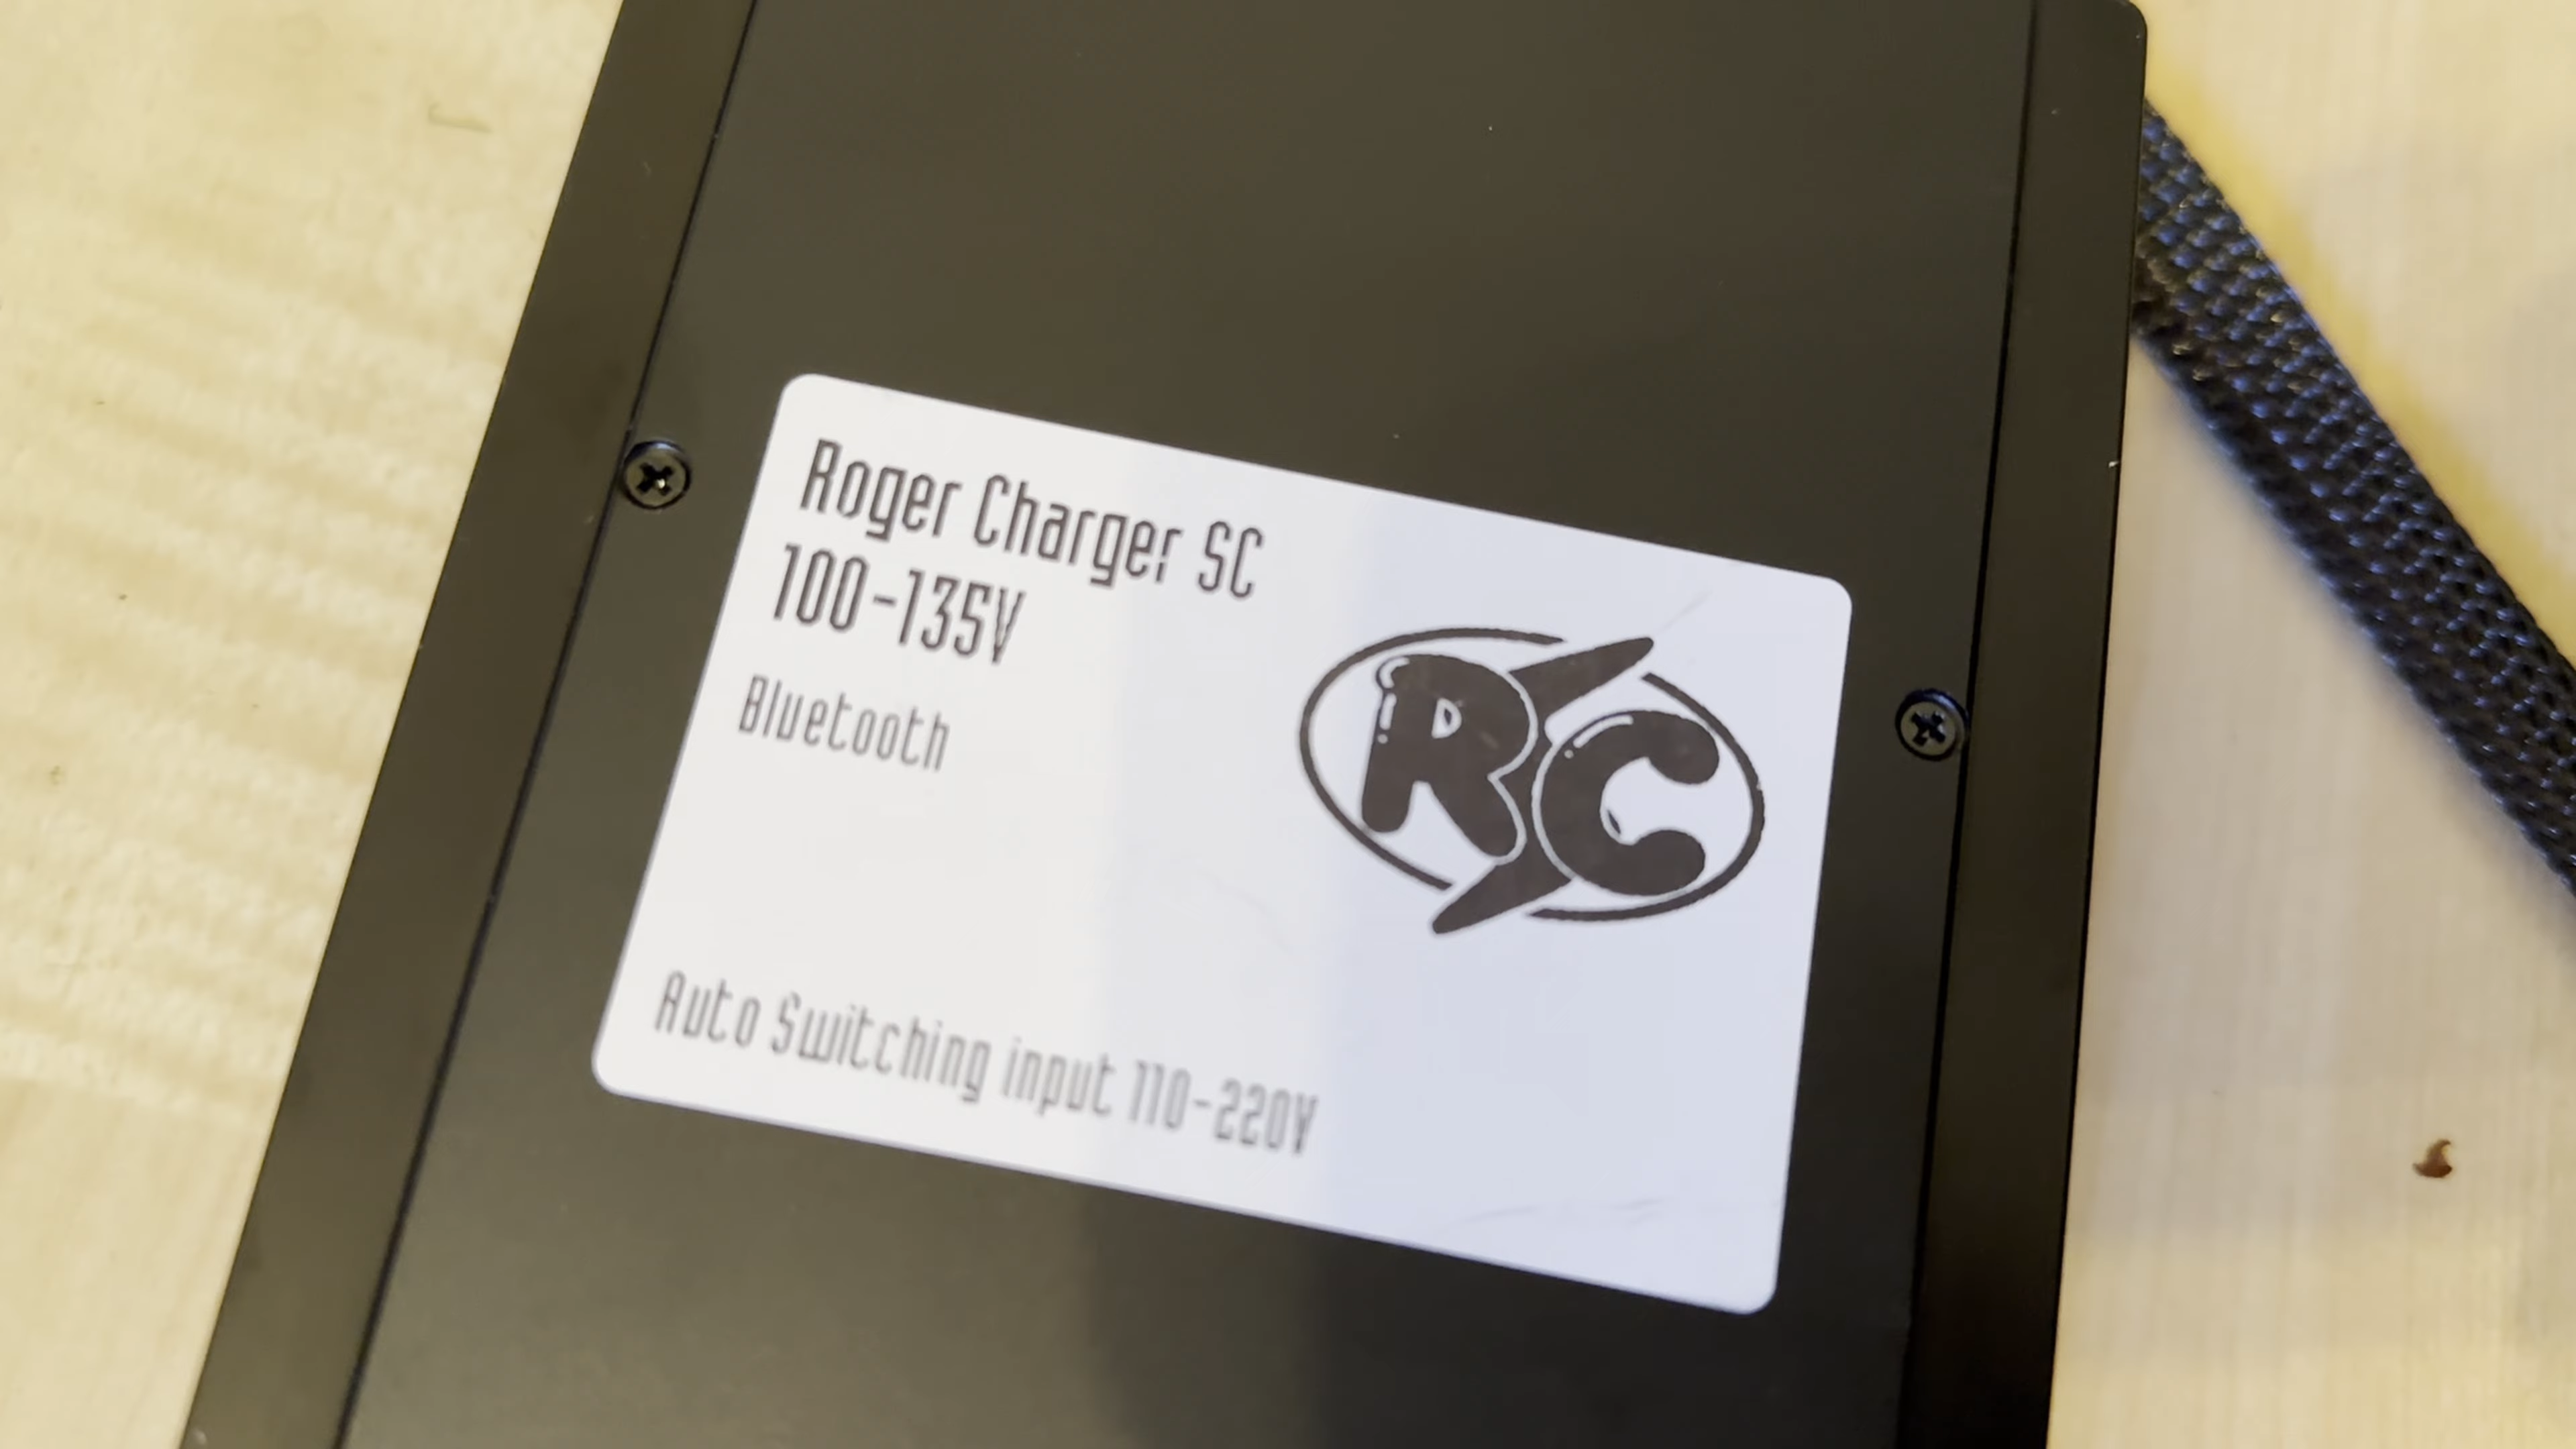 Roger Charger SC
100-135V
Bluetooth
RC
Auto Switching input 110-220V